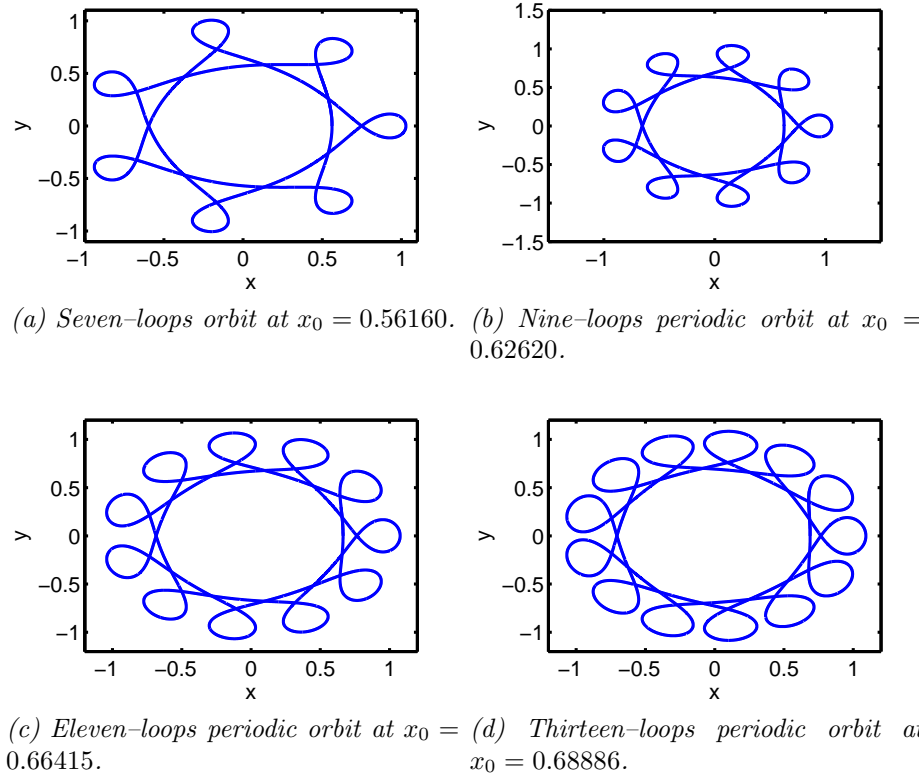 1
0.5
0
−0.5
−1
y
−1 −0.5 0 0.5 1
x
(a) Seven–loops orbit at x₀ = 0.56160.
1.5
1
0.5
0
−0.5
−1
−1.5
y
−1 0 1
x
(b) Nine–loops periodic orbit at x₀ =
0.62620.
1
0.5
0
−0.5
−1
y
−1 −0.5 0 0.5 1
x
(c) Eleven–loops periodic orbit at x₀ =
0.66415.
1
0.5
0
−0.5
−1
y
−1 −0.5 0 0.5 1
x
(d) Thirteen–loops periodic orbit at
x₀ = 0.68886.